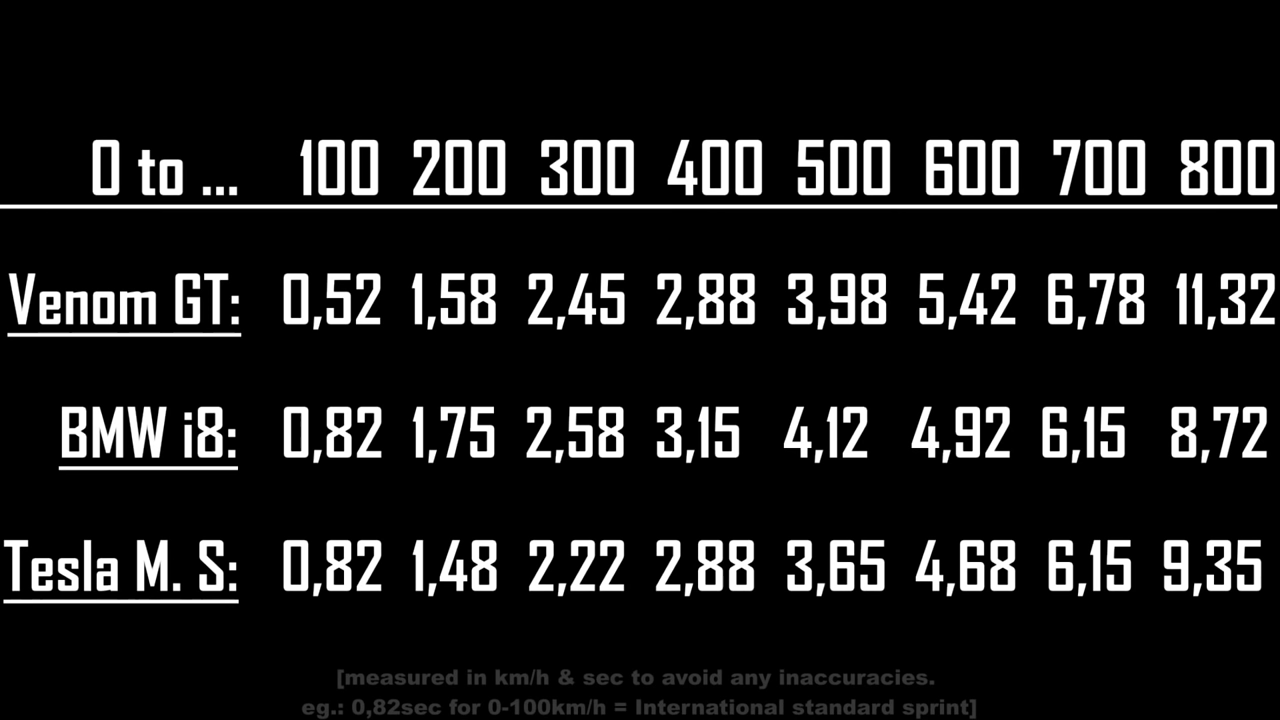 0 to ... 100 200 300 400 500 600 700 800
Venom GT: 0,52 1,58 2,45 2,88 3,98 5,42 6,78 11,32
BMW i8: 0,82 1,75 2,58 3,15 4,12 4,92 6,15 8,72
Tesla M. S: 0,82 1,48 2,22 2,88 3,65 4,68 6,15 9,35
[measured in km/h & sec to avoid any inaccuracies.
eg.: 0,82sec for 0-100km/h = International standard sprint]